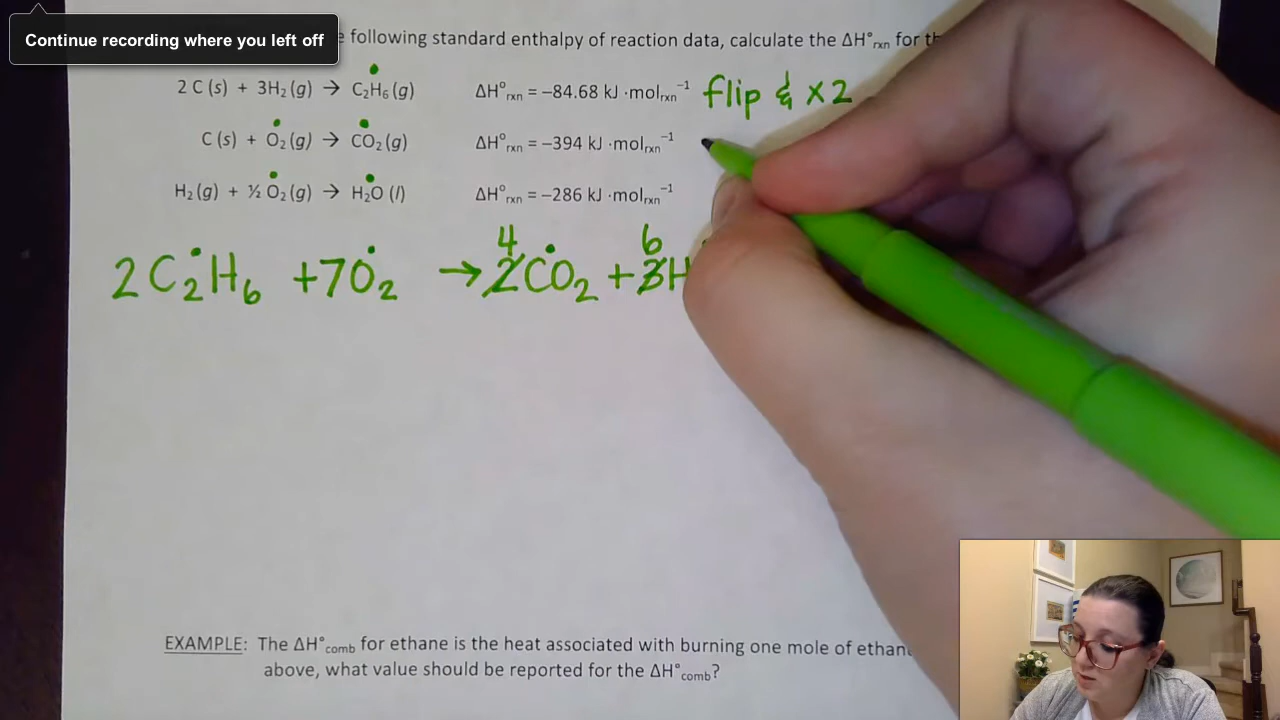 Continue recording where you left off
following standard enthalpy of reaction data, calculate the ΔH°rxn for
2 C (s) + 3H₂ (g) → C₂H₆ (g) ΔH°rxn = –84.68 kJ ·molrxn⁻¹ flip & x2
C (s) + O₂ (g) → CO₂ (g) ΔH°rxn = –394 kJ ·molrxn⁻¹
H₂ (g) + ½ O₂ (g) → H₂O (l) ΔH°rxn = –286 kJ ·molrxn⁻¹
4 6
2C₂H₆ +7O₂ → 2CO₂ + 3H
EXAMPLE: The ΔH°comb for ethane is the heat associated with burning one mole of
above, what value should be reported for the ΔH°comb?